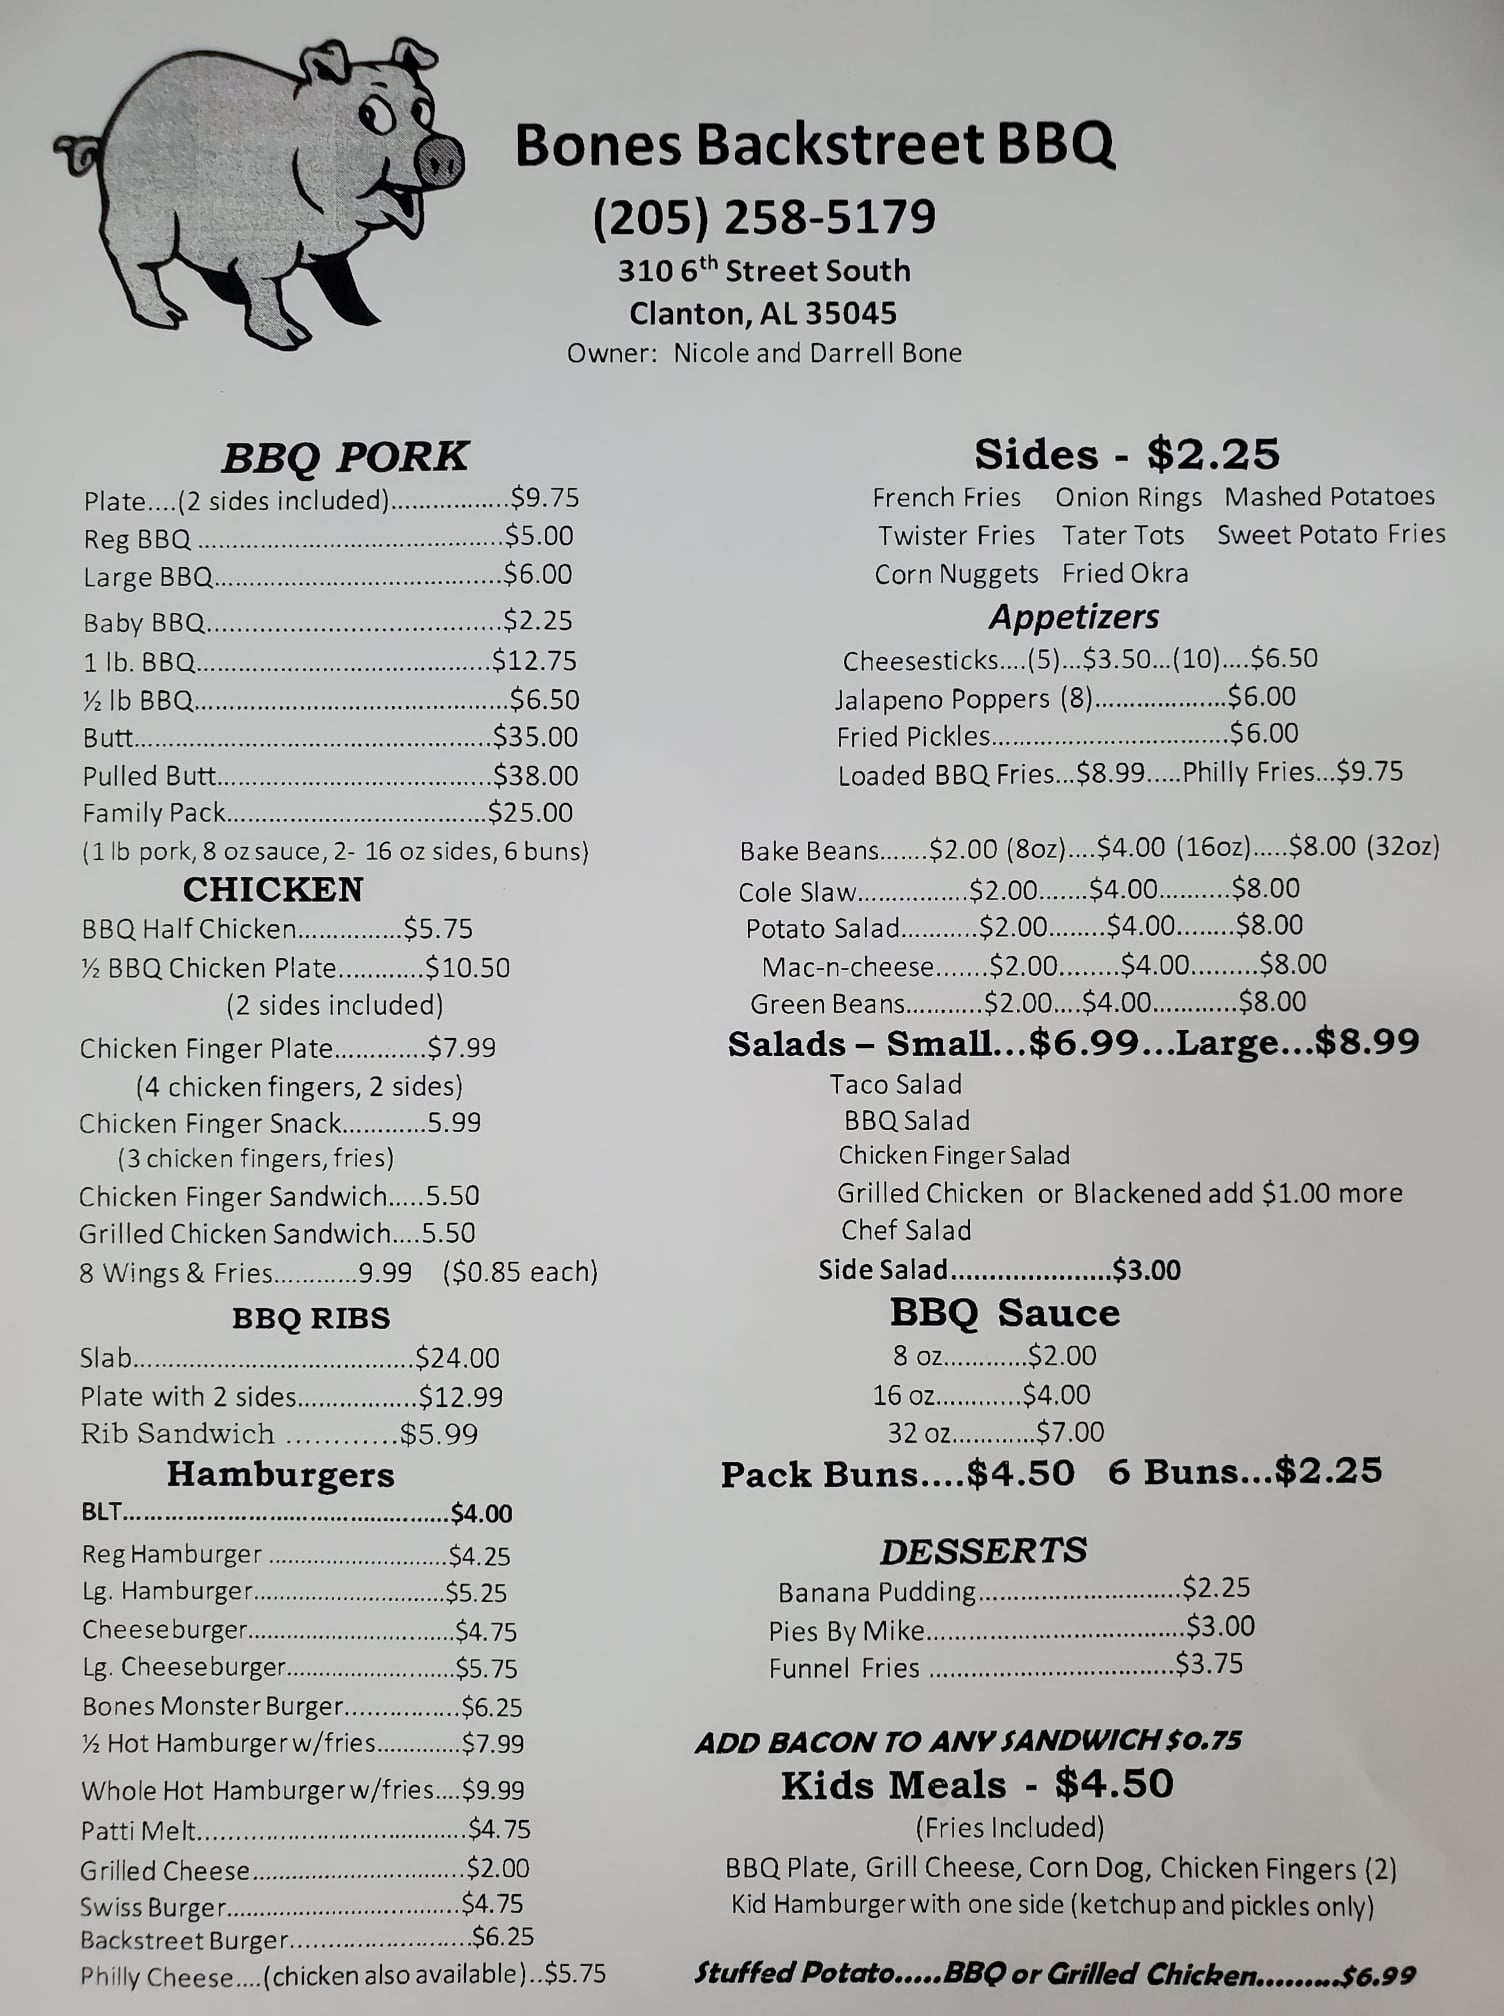 Bones Backstreet BBQ
(205) 258-5179
310 6th Street South
Clanton, AL 35045
Owner: Nicole and Darrell Bone
BBQ PORK
Plate....(2 sides included)..................$9.75
Reg BBQ .............................................$5.00
Large BBQ..........................................$6.00
Baby BBQ...........................................$2.25
1 lb. BBQ...........................................$12.75
½ lb BBQ..............................................$6.50
Butt....................................................$35.00
Pulled Butt........................................$38.00
Family Pack......................................$25.00
(1 lb pork, 8 oz sauce, 2- 16 oz sides, 6 buns)
CHICKEN
BBQ Half Chicken...............$5.75
½ BBQ Chicken Plate............$10.50
(2 sides included)
Chicken Finger Plate.............$7.99
(4 chicken fingers, 2 sides)
Chicken Finger Snack............5.99
(3 chicken fingers, fries)
Chicken Finger Sandwich.....5.50
Grilled Chicken Sandwich....5.50
8 Wings & Fries............9.99 ($0.85 each)
BBQ RIBS
Slab........................................$24.00
Plate with 2 sides.................$12.99
Rib Sandwich ............$5.99
Hamburgers
BLT...............................................$4.00
Reg Hamburger ..........................$4.25
Lg. Hamburger............................$5.25
Cheeseburger..............................$4.75
Lg. Cheeseburger........................$5.75
Bones Monster Burger................$6.25
½ Hot Hamburger w/fries............$7.99
Whole Hot Hamburger w/fries....$9.99
Patti Melt.......................................$4.75
Grilled Cheese...............................$2.00
Swiss Burger..................................$4.75
Backstreet Burger..........................$6.25
Philly Cheese....(chicken also available)..$5.75
Sides - $2.25
French Fries Onion Rings Mashed Potatoes
Twister Fries Tater Tots Sweet Potato Fries
Corn Nuggets Fried Okra
Appetizers
Cheesesticks....(5)...$3.50...(10)....$6.50
Jalapeno Poppers (8)...................$6.00
Fried Pickles..................................$6.00
Loaded BBQ Fries...$8.99.....Philly Fries...$9.75
Bake Beans.......$2.00 (8oz)....$4.00 (16oz).....$8.00 (32oz)
Cole Slaw................$2.00.......$4.00..........$8.00
Potato Salad...........$2.00........$4.00........$8.00
Mac-n-cheese.......$2.00........$4.00.........$8.00
Green Beans...........$2.00....$4.00............$8.00
Salads – Small...$6.99...Large...$8.99
Taco Salad
BBQ Salad
Chicken Finger Salad
Grilled Chicken or Blackened add $1.00 more
Chef Salad
Side Salad.....................$3.00
BBQ Sauce
8 oz............$2.00
16 oz............$4.00
32 oz............$7.00
Pack Buns....$4.50 6 Buns...$2.25
DESSERTS
Banana Pudding.............................$2.25
Pies By Mike.....................................$3.00
Funnel Fries ...................................$3.75
ADD BACON TO ANY SANDWICH $0.75
Kids Meals - $4.50
(Fries Included)
BBQ Plate, Grill Cheese, Corn Dog, Chicken Fingers (2)
Kid Hamburger with one side (ketchup and pickles only)
Stuffed Potato.....BBQ or Grilled Chicken.........$6.99